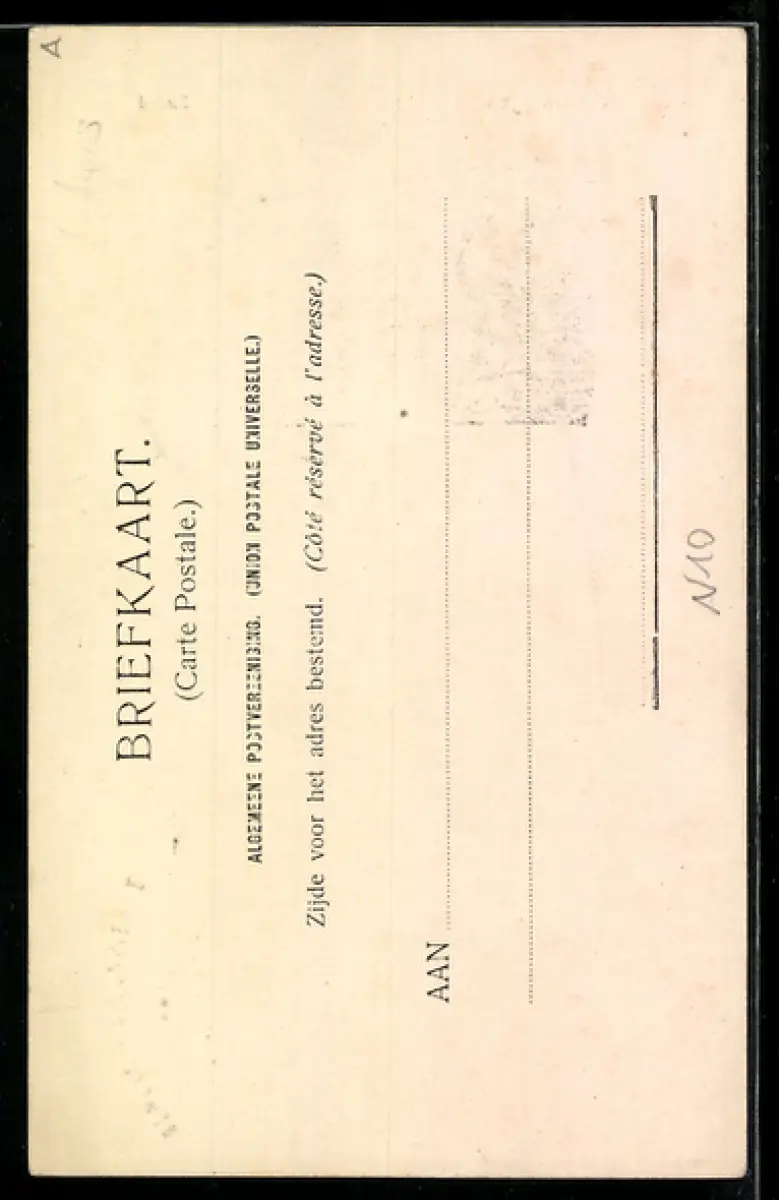 BRIEFKAART.
(Carte Postale.)
ALGEMEENE POSTVEREENIGING. (UNION POSTALE UNIVERSELLE.)
Zijde voor het adres bestemd. (Côté réservé à l'adresse.)
AAN
N10
A